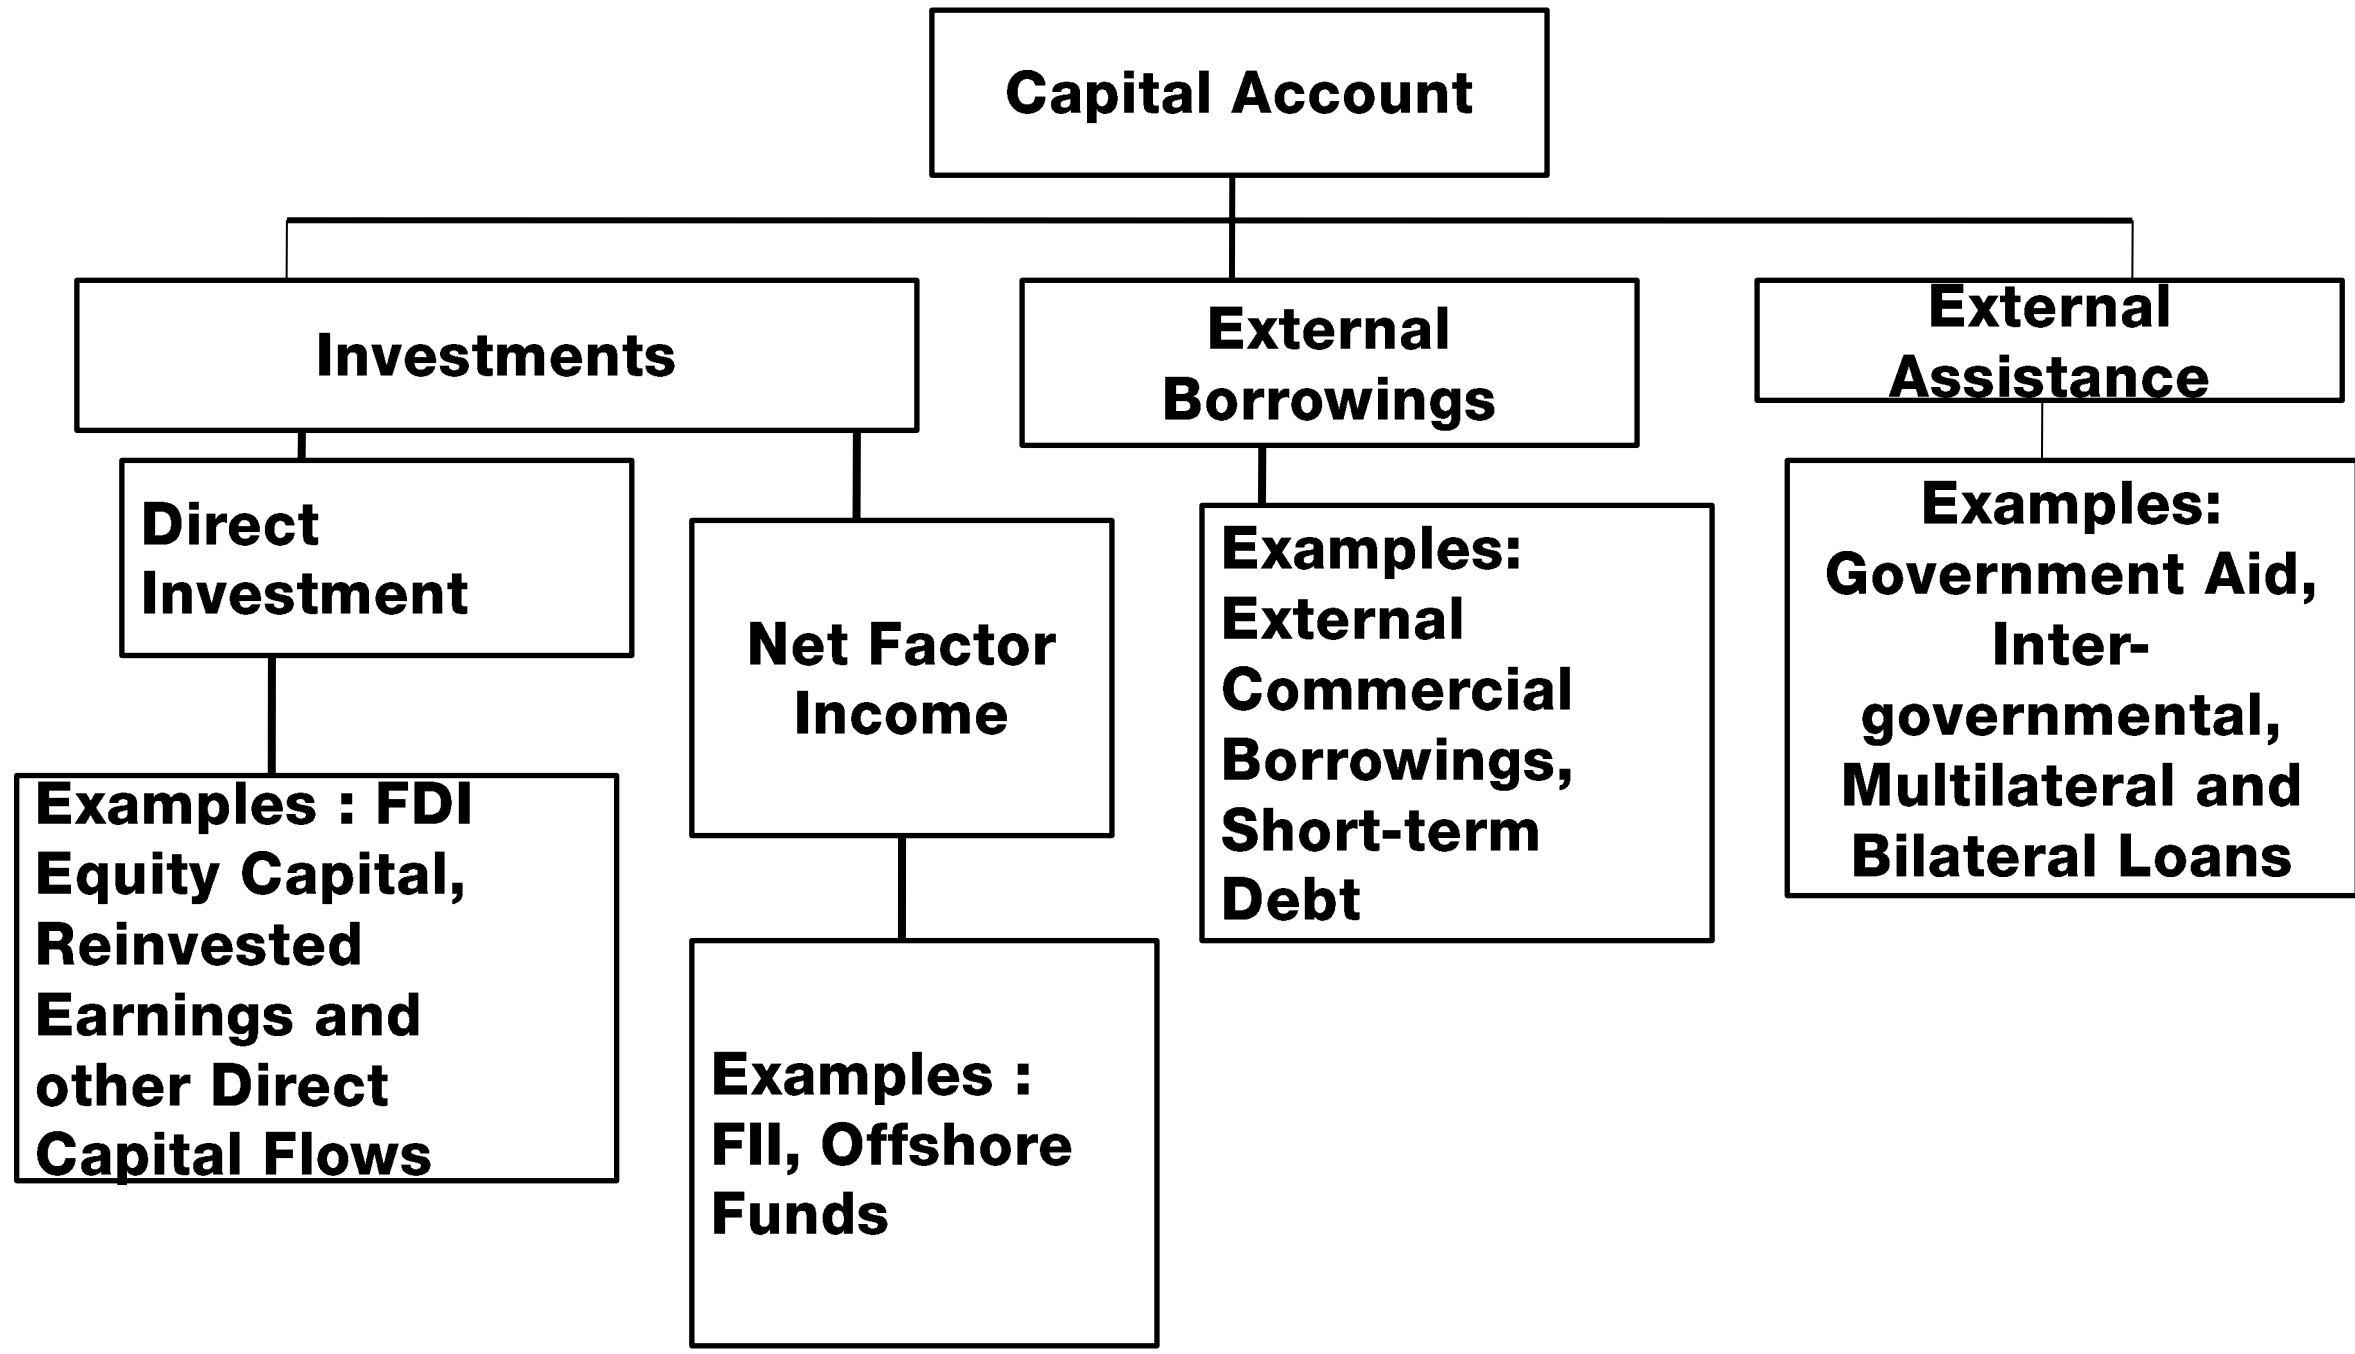 Capital Account
Investments
External
Borrowings
External
Assistance
Direct
Investment
Net Factor
Income
Examples:
External
Commercial
Borrowings,
Short-term
Debt
Examples:
Government Aid,
Inter-
governmental,
Multilateral and
Bilateral Loans
Examples : FDI
Equity Capital,
Reinvested
Earnings and
other Direct
Capital Flows
Examples :
FII, Offshore
Funds